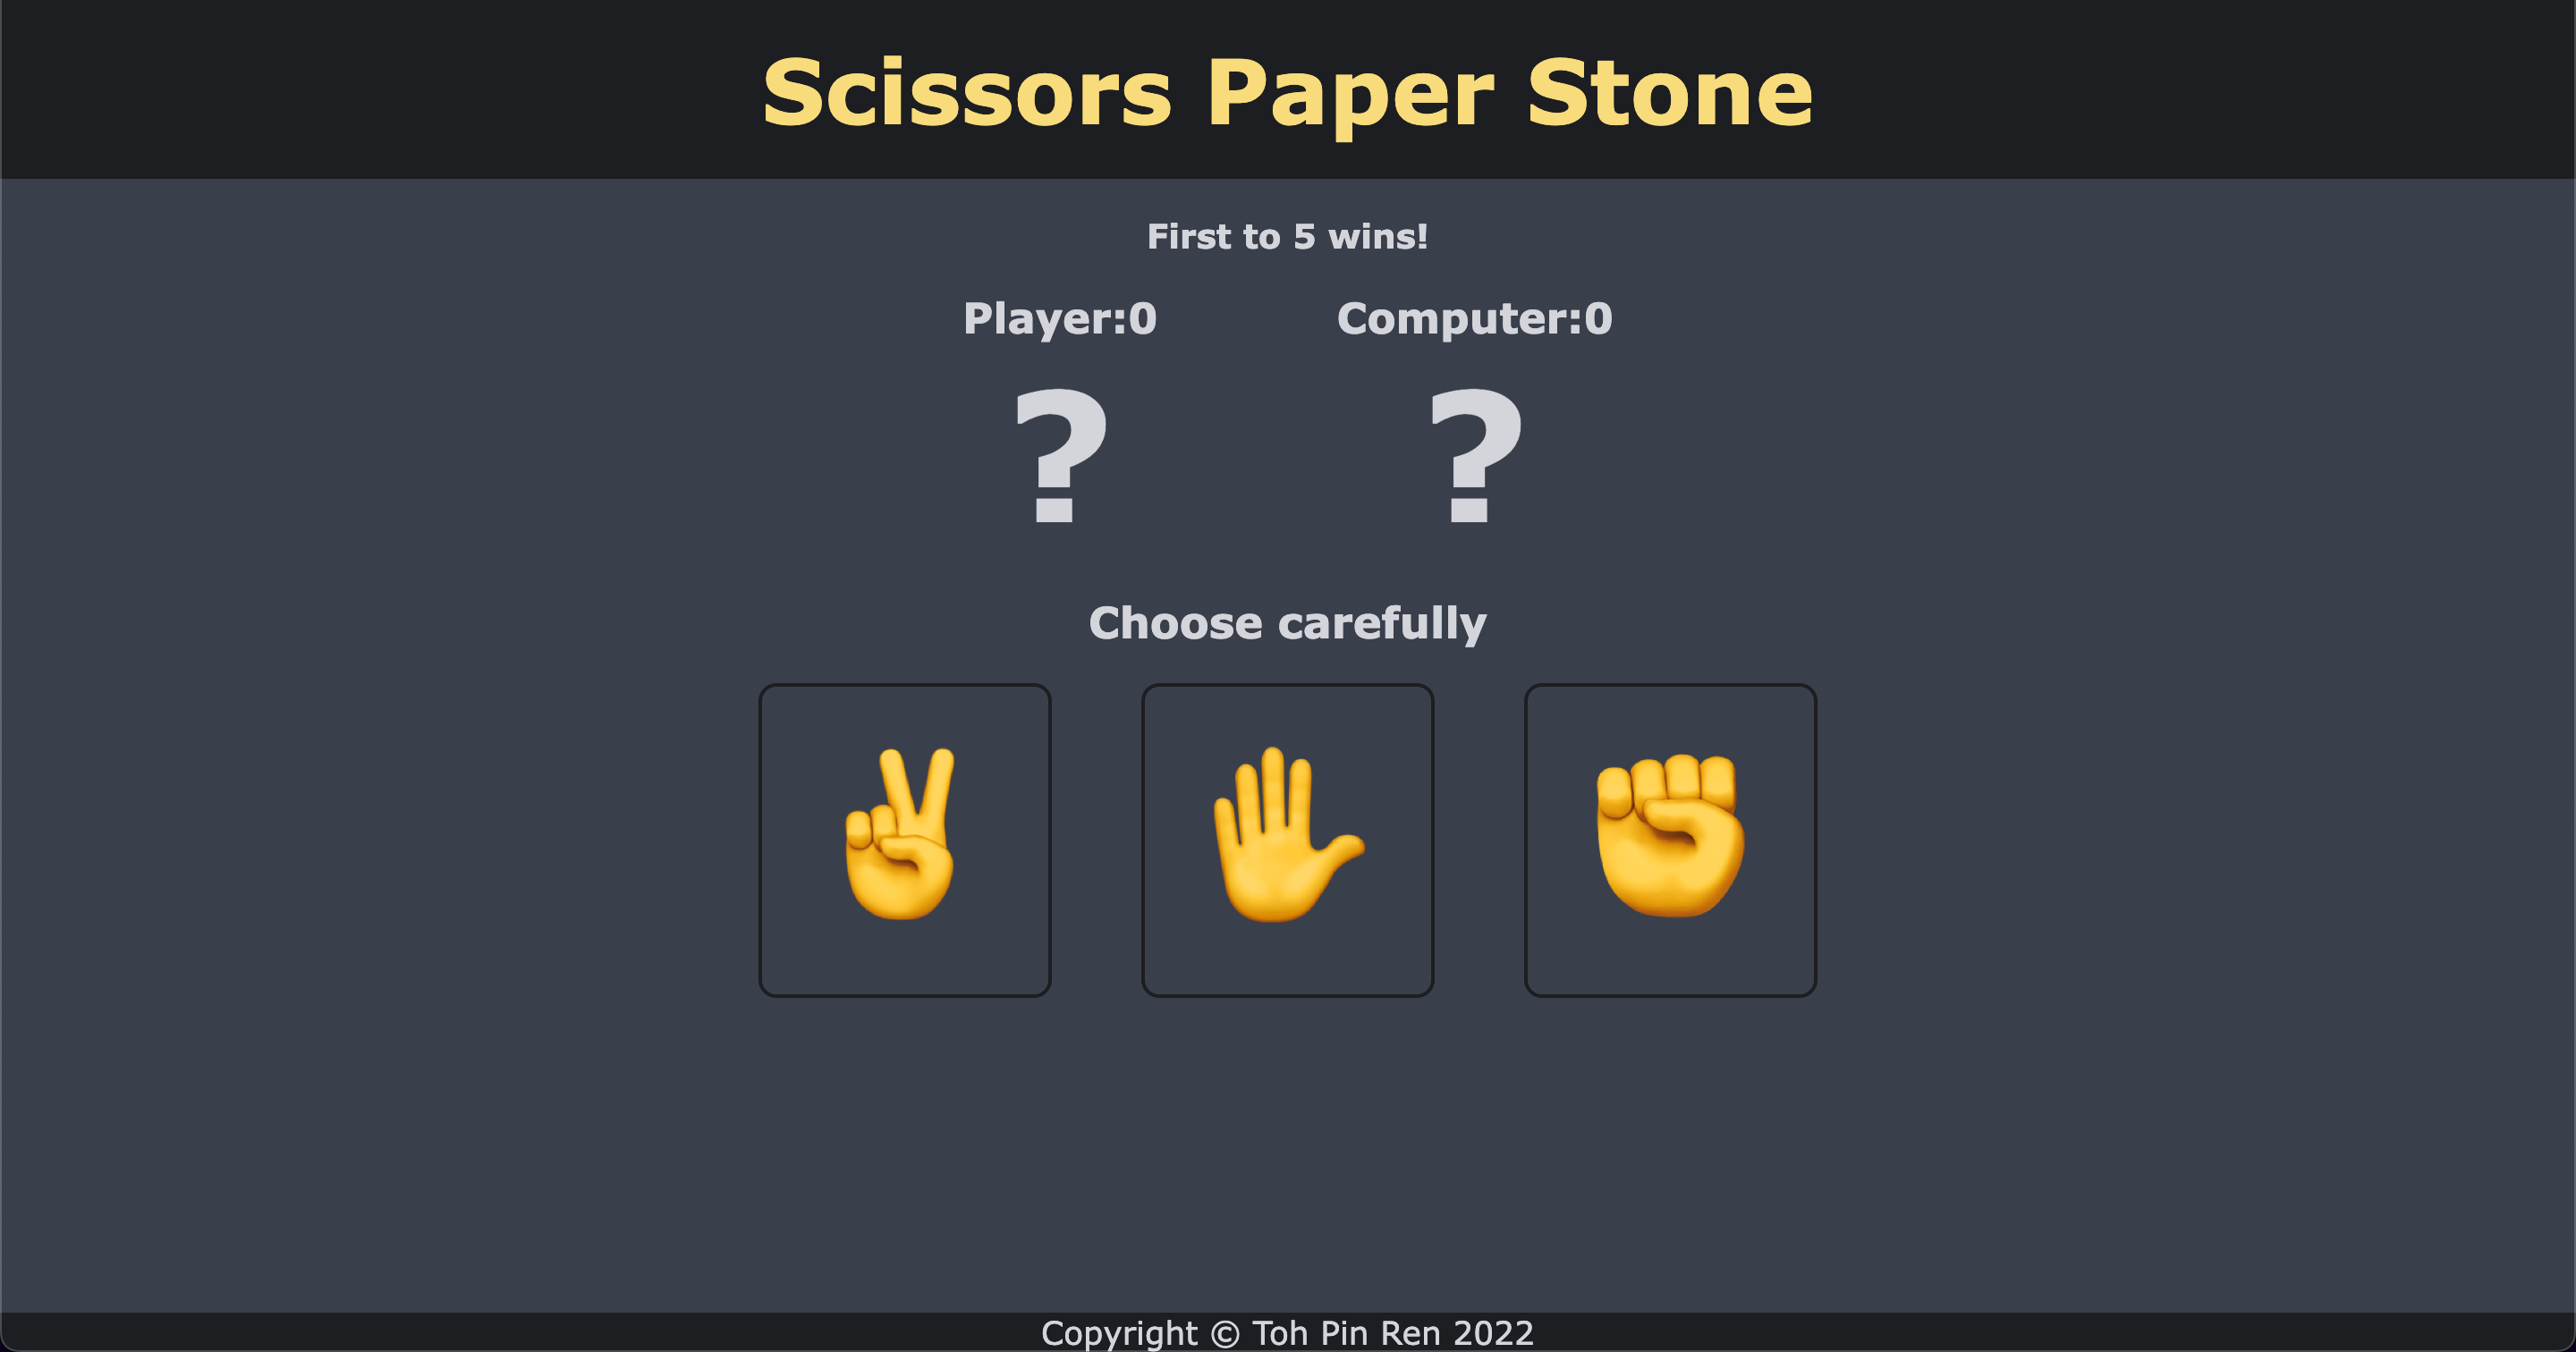 Scissors Paper Stone
First to 5 wins!
Player:0 Computer:0
? ?
Choose carefully
Copyright © Toh Pin Ren 2022